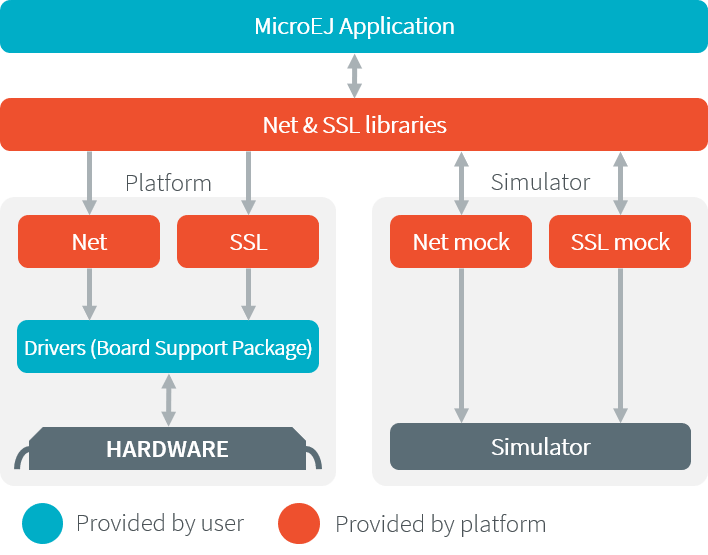 MicroEJ Application
Net & SSL libraries
Platform
Simulator
Net
SSL
Net mock
SSL mock
Drivers (Board Support Package)
HARDWARE
Simulator
Provided by user
Provided by platform